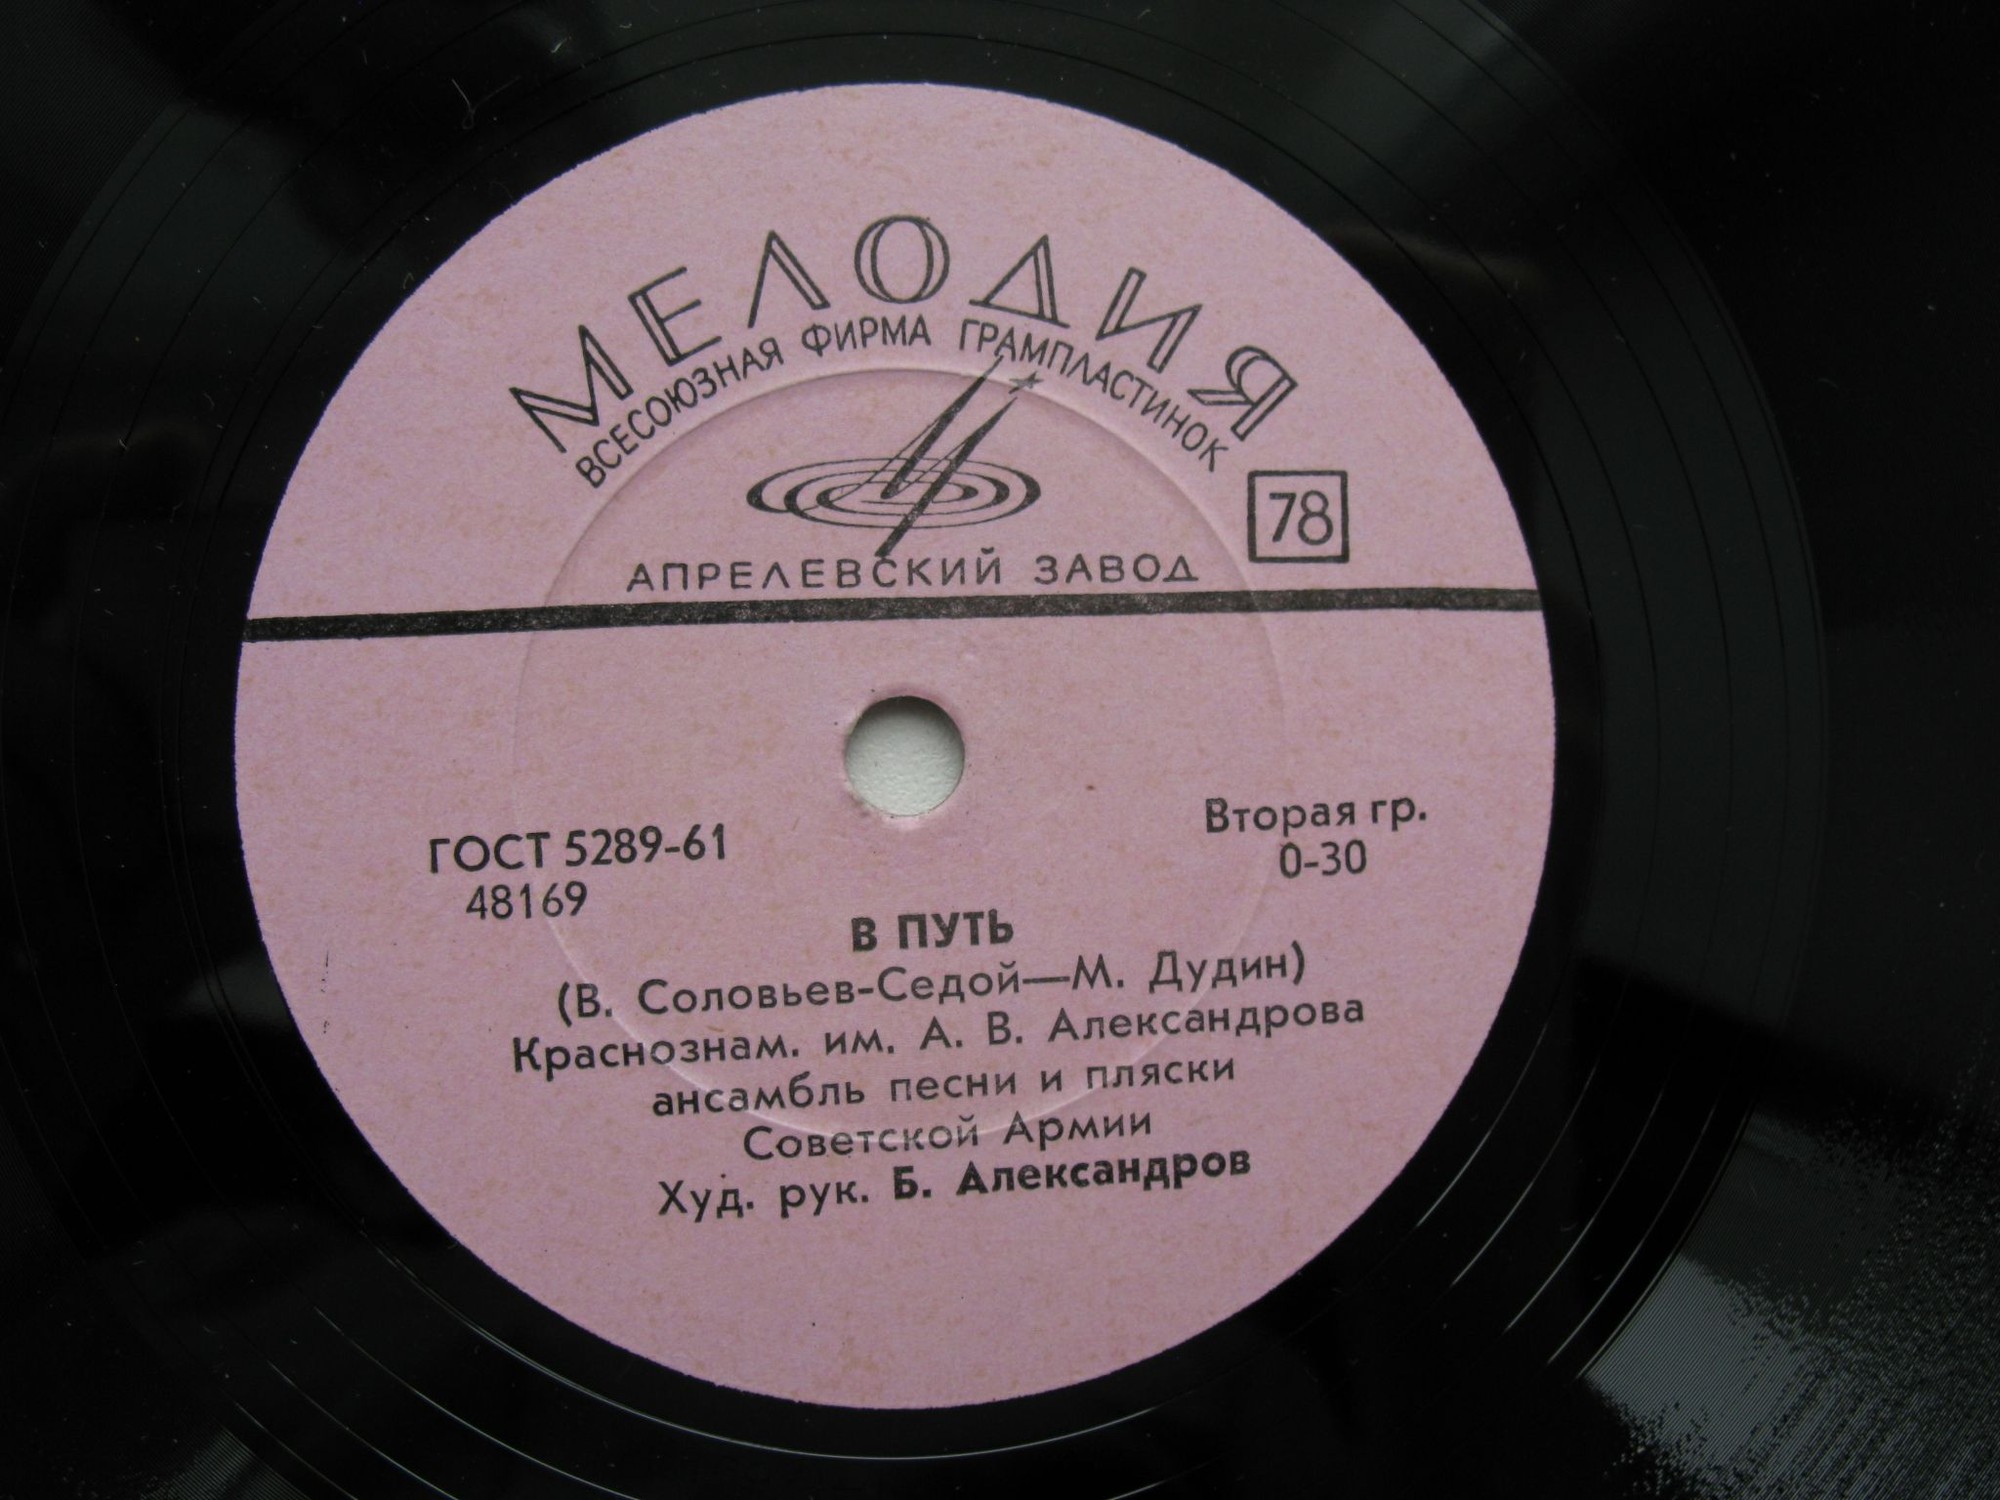 МЕЛОДИЯ
ВСЕСОЮЗНАЯ ФИРМА ГРАМПЛАСТИНОК
78
АПРЕЛЕВСКИЙ ЗАВОД
ГОСТ 5289-61
48169
Вторая гр.
0-30
В ПУТЬ
(В. Соловьев-Седой—М. Дудин)
Краснознам. им. А. В. Александрова
ансамбль песни и пляски
Советской Армии
Худ. рук. Б. Александров